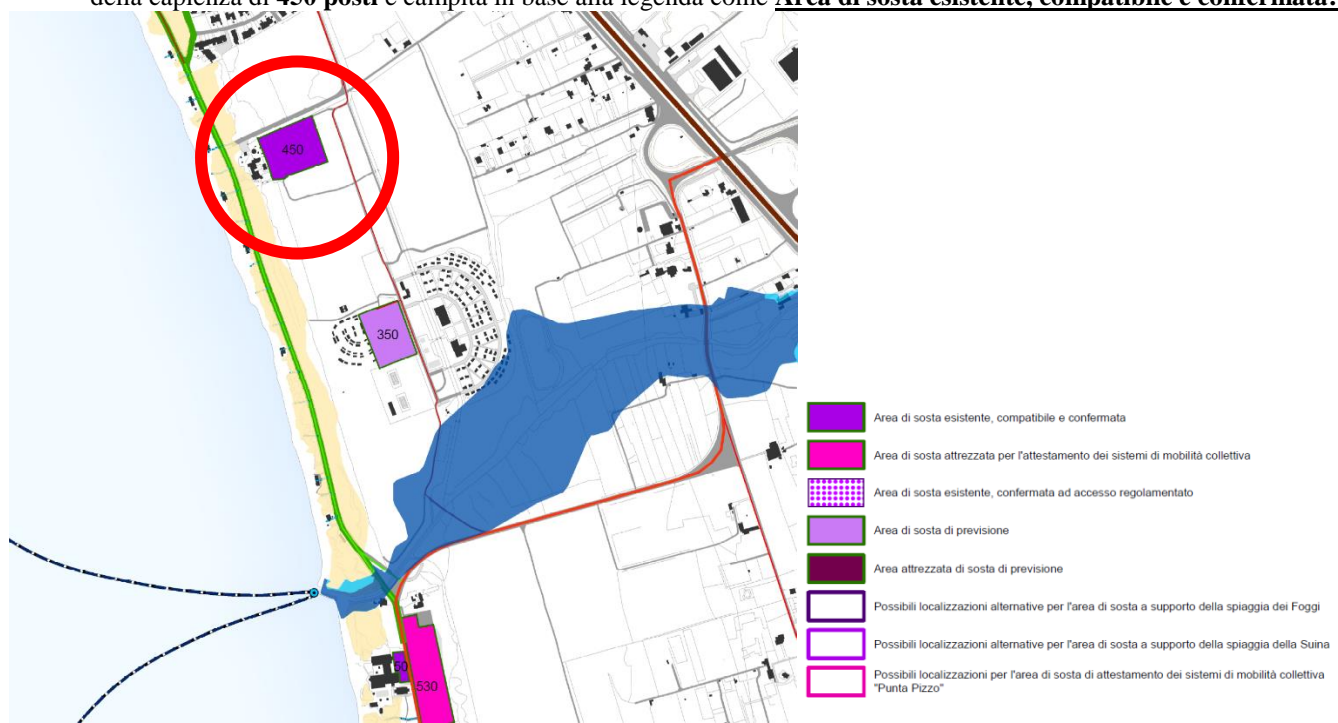 della capienza di 450 posti e campita in base alla legenda come Area di sosta esistente, compatibile e confermata.
450
350
50
530
Area di sosta esistente, compatibile e confermata
Area di sosta attrezzata per l'attestamento dei sistemi di mobilità collettiva
Area di sosta esistente, confermata ad accesso regolamentato
Area di sosta di previsione
Area attrezzata di sosta di previsione
Possibili localizzazioni alternative per l'area di sosta a supporto della spiaggia dei Foggi
Possibili localizzazioni alternative per l'area di sosta a supporto della spiaggia della Suina
Possibili localizzazioni per l'area di sosta di attestamento dei sistemi di mobilità collettiva
"Punta Pizzo"